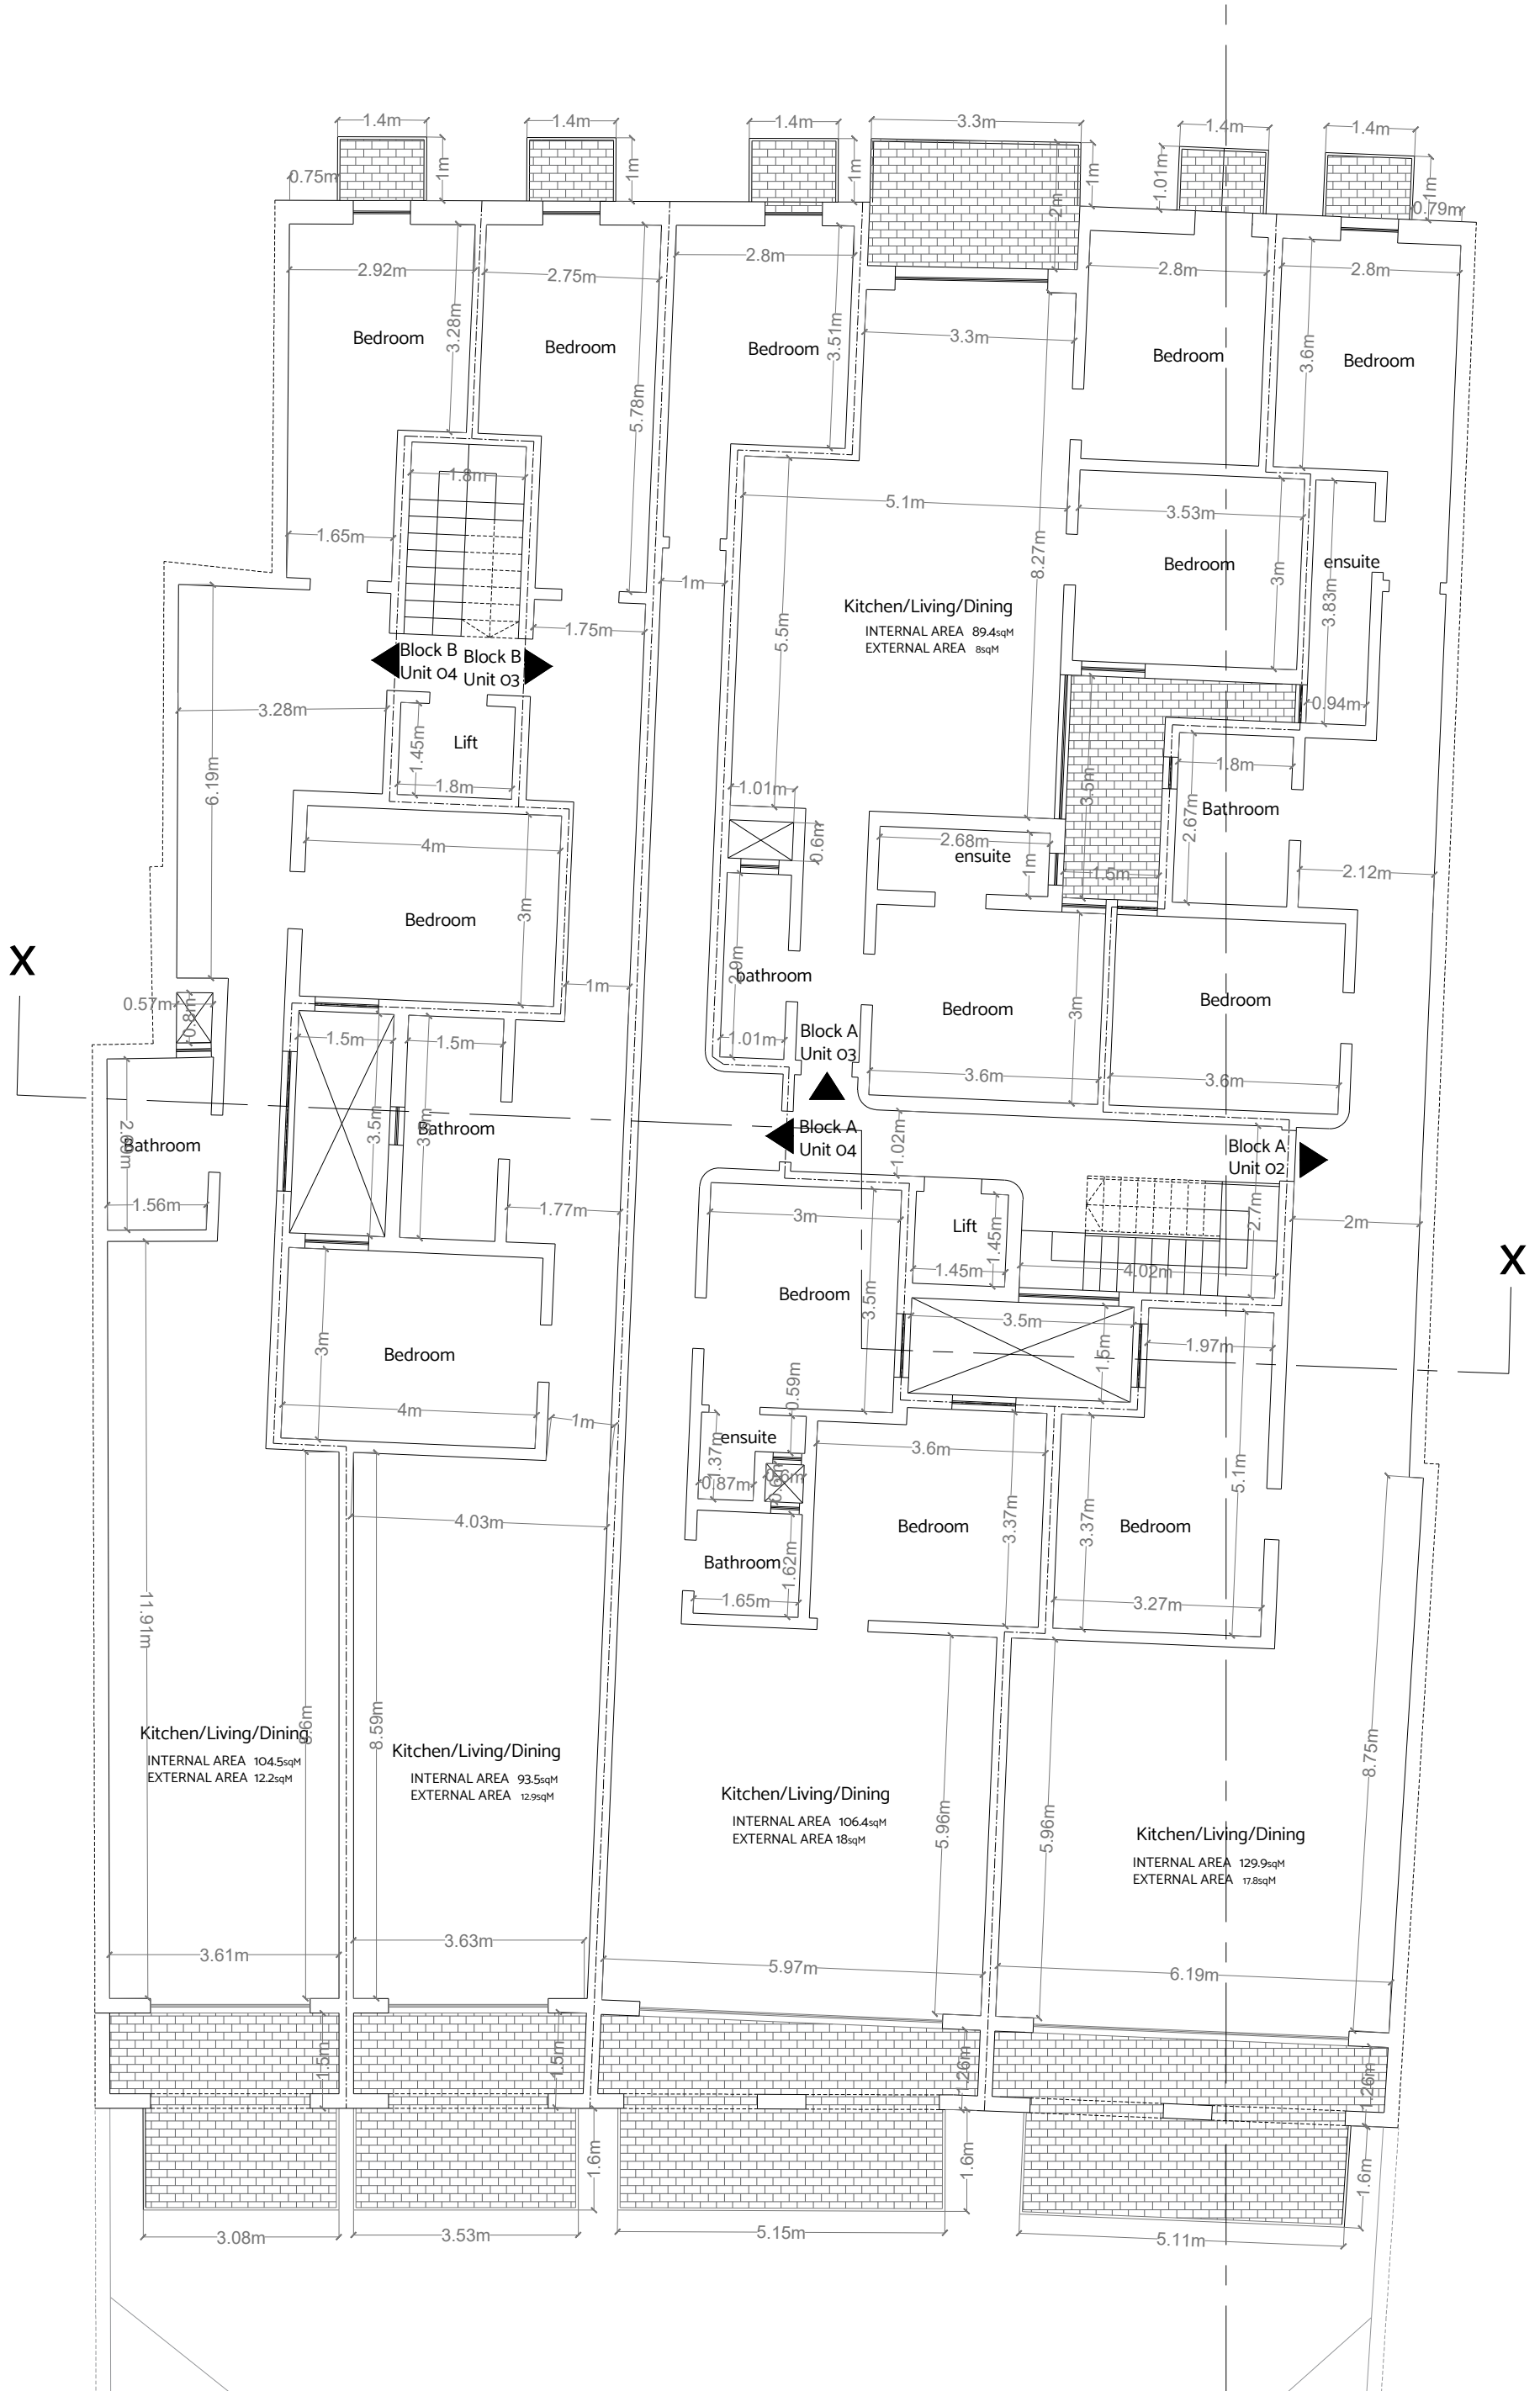 1.4m
1.4m
1.4m
3.3m
1.4m
1.4m
0.75m
1m
1m
1m
2m
1m
1.01m
1m
0.79m
2.92m
2.75m
2.8m
2.8m
2.8m
3.28m
3.51m
3.3m
3.6m
Bedroom
Bedroom
Bedroom
Bedroom
Bedroom
5.78m
1.8m
5.1m
3.53m
1.65m
8.27m
Bedroom
ensuite
3m
3.83m
1m
Kitchen/Living/Dining
INTERNAL AREA 89.4sqM
EXTERNAL AREA 8sqM
5.5m
1.75m
Block B
Unit 04
Block B
Unit 03
3.28m
0.94m
Lift
1.45m
1.8m
6.19m
1.8m
3.5m
1.01m
Bathroom
2.67m
0.6m
2.68m
ensuite
1m
4m
1.5m
2.12m
Bedroom
3m
X
bathroom
2.9m
1m
Bedroom
3m
Bedroom
0.57m
0.8m
1.5m
1.5m
1.01m
Block A
Unit 03
3.6m
3.6m
Bathroom
3.5m
Bathroom
Block A
Unit 04
1.02m
Block A
Unit 02
1.56m
1.77m
3m
Lift
1.45m
2.7m
2m
X
1.45m
4.02m
Bedroom
3.5m
3.5m
1.5m
1.97m
3m
Bedroom
0.59m
4m
1m
ensuite
1.37m
0.87m
3.6m
5.1m
4.03m
3.37m
3.37m
Bedroom
Bedroom
Bathroom
1.62m
1.65m
3.27m
11.91m
8.6m
8.59m
Kitchen/Living/Dining
INTERNAL AREA 104.5sqM
EXTERNAL AREA 12.2sqM
Kitchen/Living/Dining
INTERNAL AREA 93.5sqM
EXTERNAL AREA 12.9sqM
Kitchen/Living/Dining
INTERNAL AREA 106.4sqM
EXTERNAL AREA 18sqM
5.96m
5.96m
8.75m
Kitchen/Living/Dining
INTERNAL AREA 129.9sqM
EXTERNAL AREA 17.8sqM
3.61m
3.63m
5.97m
6.19m
1.5m
1.5m
1.26m
1.26m
1.6m
1.6m
1.6m
3.08m
3.53m
5.15m
5.11m